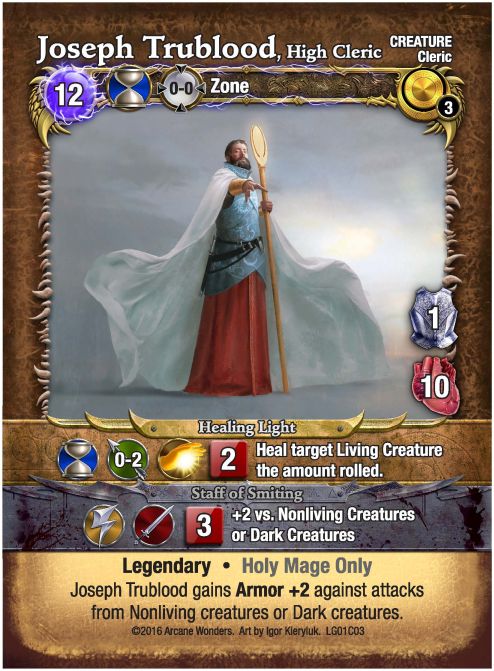 Joseph Trublood, High Cleric
CREATURE
Cleric
12
0-0 Zone
3
1
10
Healing Light
0-2
2
Heal target Living Creature
the amount rolled.
Staff of Smiting
3
+2 vs. Nonliving Creatures
or Dark Creatures
Legendary • Holy Mage Only
Joseph Trublood gains Armor +2 against attacks
from Nonliving creatures or Dark creatures.
©2016 Arcane Wonders. Art by Igor Kieryluk. LG01C03